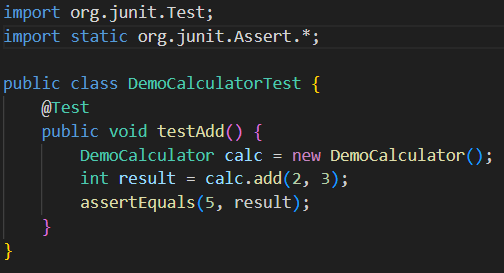 import org.junit.Test;
import static org.junit.Assert.*;

public class DemoCalculatorTest {
    @Test
    public void testAdd() {
        DemoCalculator calc = new DemoCalculator();
        int result = calc.add(2, 3);
        assertEquals(5, result);
    }
}